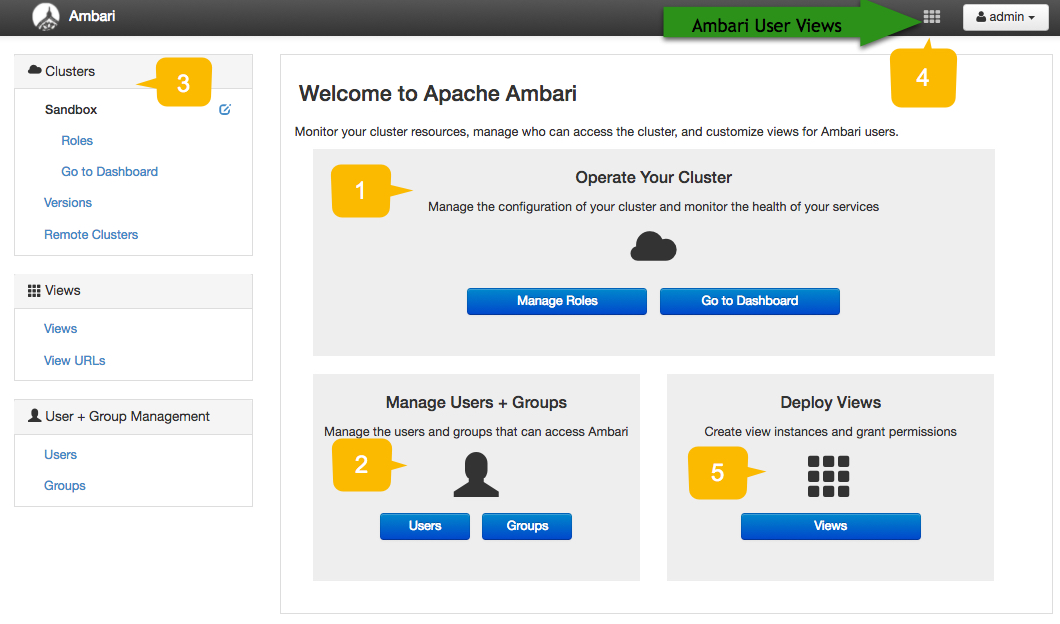 Ambari
Ambari User Views
admin
4
Clusters
3
Sandbox
Roles
Go to Dashboard
Versions
Remote Clusters
Views
Views
View URLs
User + Group Management
Users
Groups
Welcome to Apache Ambari
Monitor your cluster resources, manage who can access the cluster, and customize views for Ambari users.
1
Operate Your Cluster
Manage the configuration of your cluster and monitor the health of your services
Manage Roles
Go to Dashboard
Manage Users + Groups
Manage the users and groups that can access Ambari
2
Users
Groups
Deploy Views
Create view instances and grant permissions
5
Views